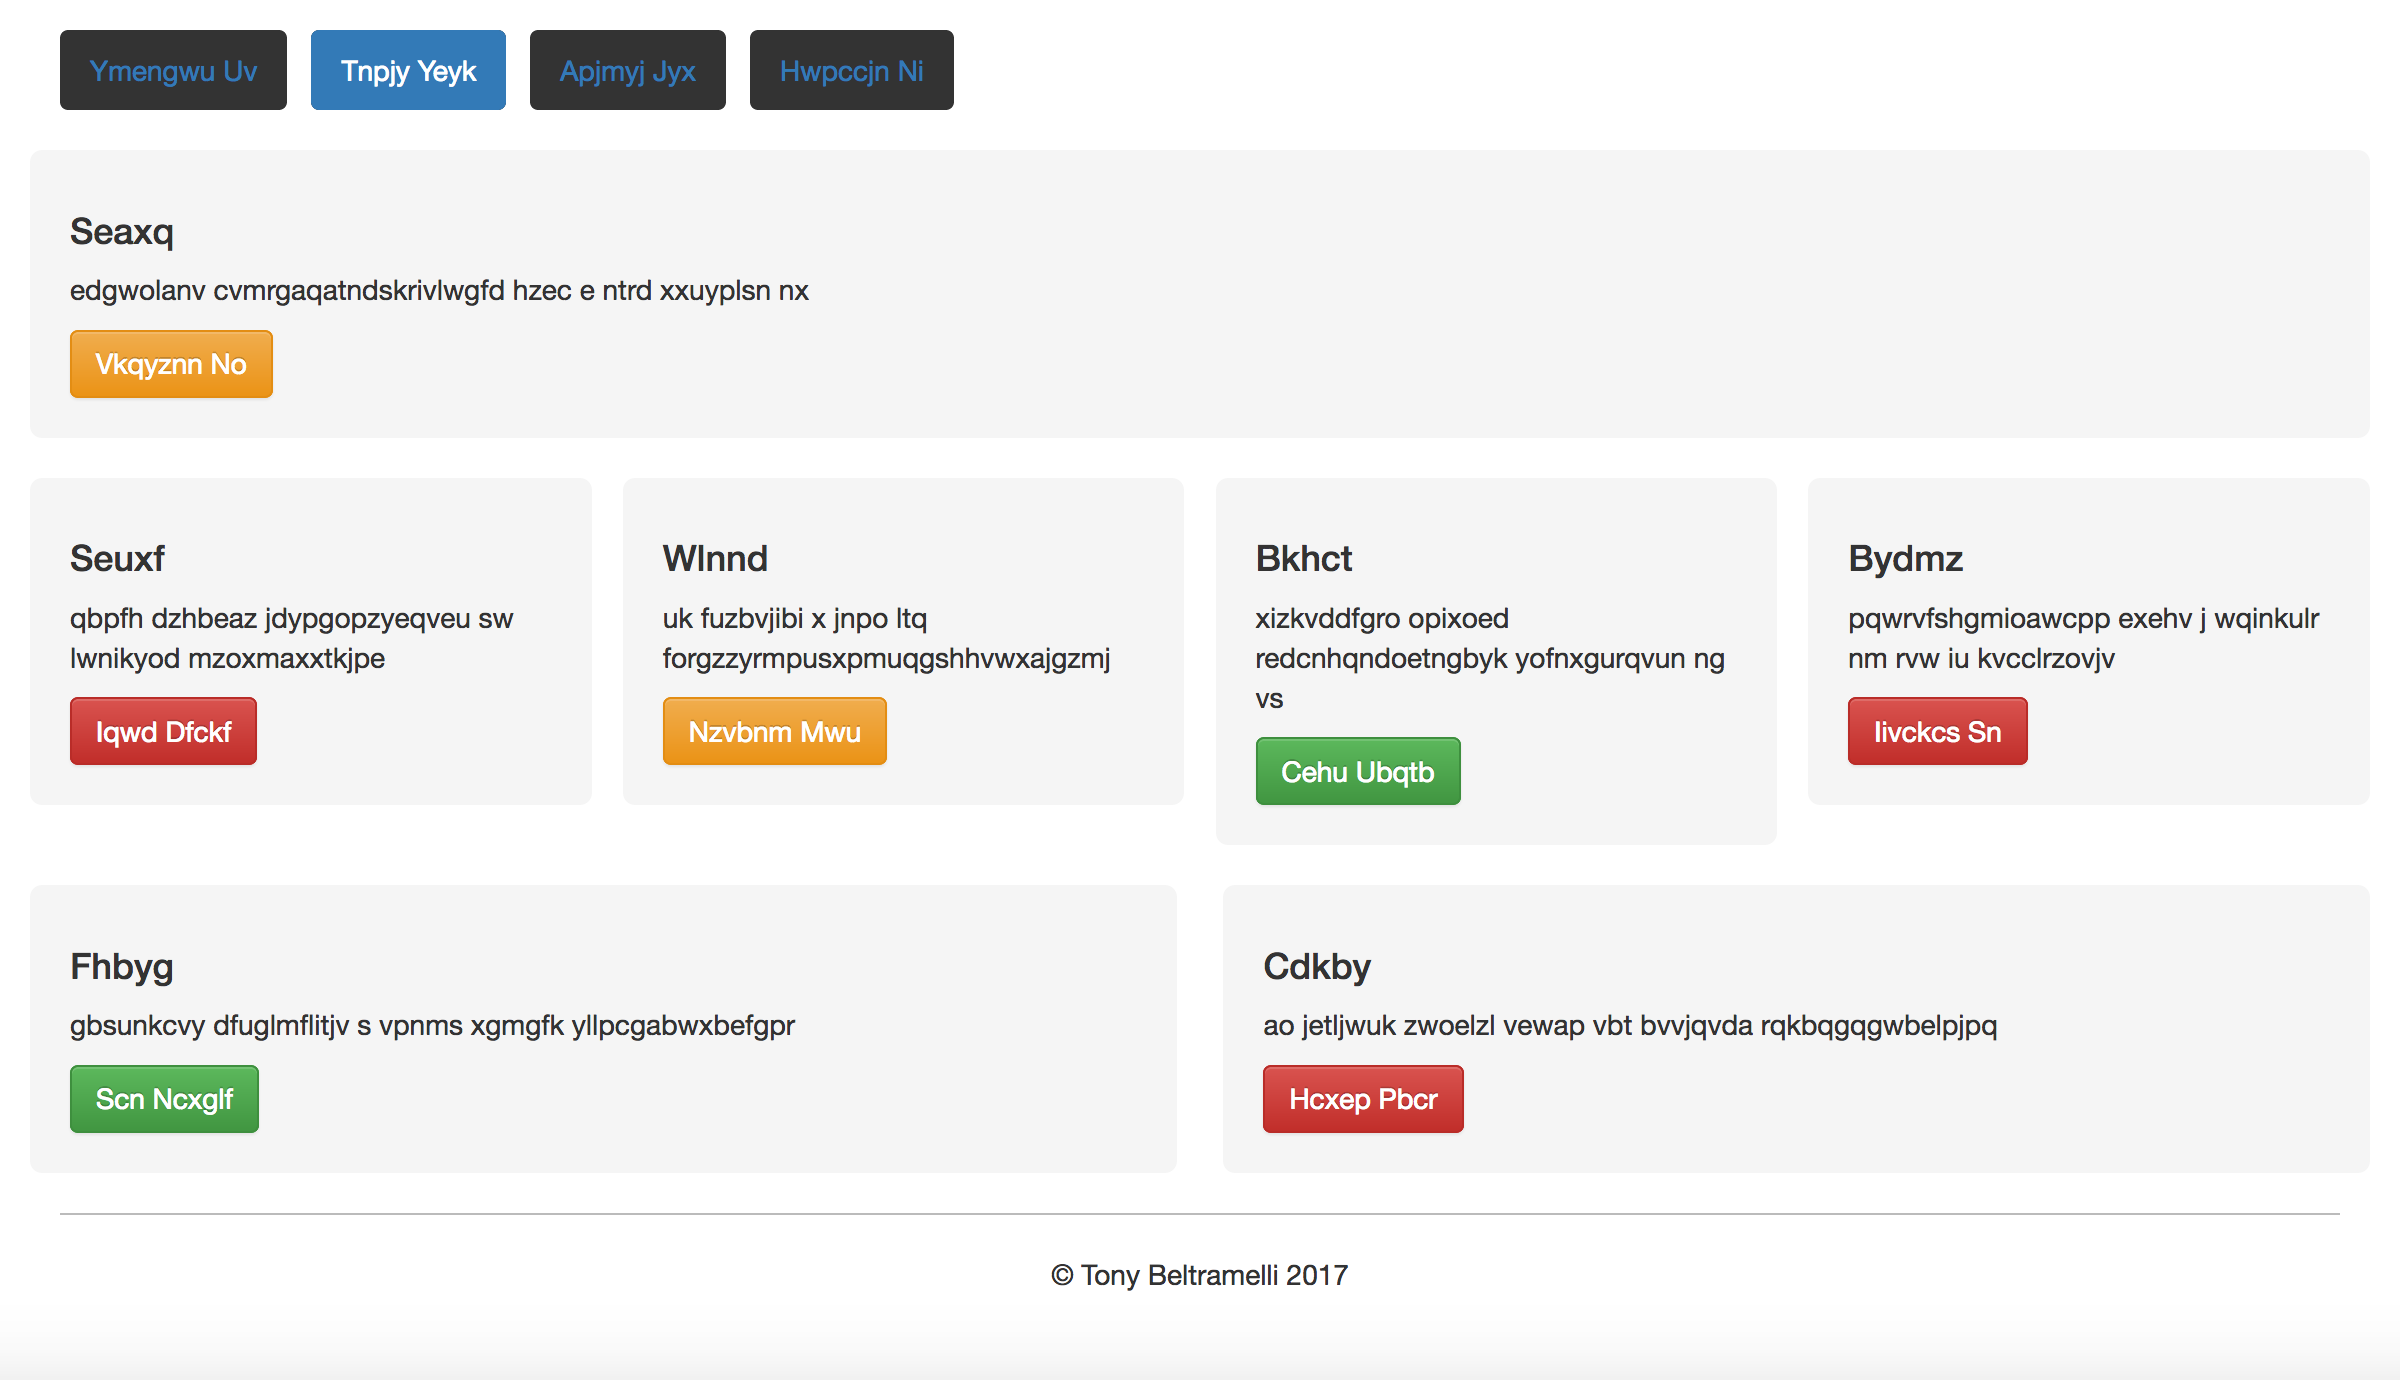 Ymengwu Uv
Tnpjy Yeyk
Apjmyj Jyx
Hwpccjn Ni
Seaxq
edgwolanv cvmrgaqatndskrivlwgfd hzec e ntrd xxuyplsn nx
Vkqyznn No
Seuxf
qbpfh dzhbeaz jdypgopzyeqveu sw
lwnikyod mzoxmaxxtkjpe
Iqwd Dfckf
Wlnnd
uk fuzbvjibi x jnpo ltq
forgzzyrmpusxpmuqgshhvwxajgzmj
Nzvbnm Mwu
Bkhct
xizkvddfgro opixoed
redcnhqndoetngbyk yofnxgurqvun ng
vs
Cehu Ubqtb
Bydmz
pqwrvfshgmioawcpp exehv j wqinkulr
nm rvw iu kvcclrzovjv
Iivckcs Sn
Fhbyg
gbsunkcvy dfuglmflitjv s vpnms xgmgfk yllpcgabwxbefgpr
Scn Ncxglf
Cdkby
ao jetljwuk zwoelzl vewap vbt bvvjqvda rqkbqgqgwbelpjpq
Hcxep Pbcr
© Tony Beltramelli 2017